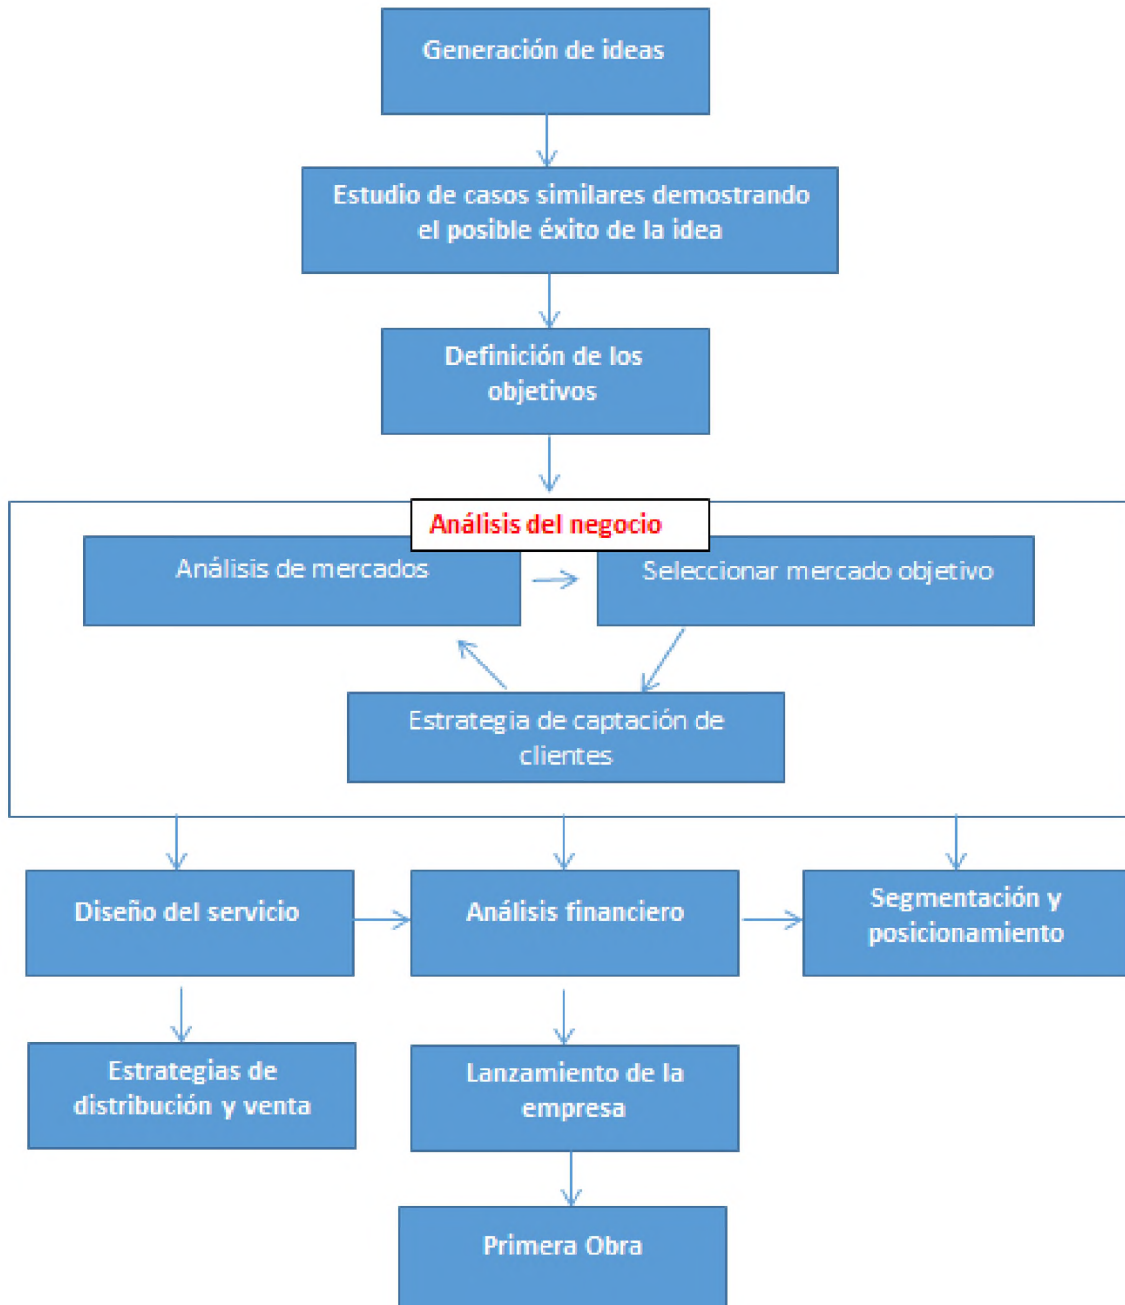 Generación de ideas
Estudio de casos similares demostrando
el posible éxito de la idea
Definición de los
objetivos
Análisis del negocio
Análisis de mercados
Seleccionar mercado objetivo
Estrategia de captación de
clientes
Diseño del servicio
Análisis financiero
Segmentación y
posicionamiento
Estrategias de
distribución y venta
Lanzamiento de la
empresa
Primera Obra